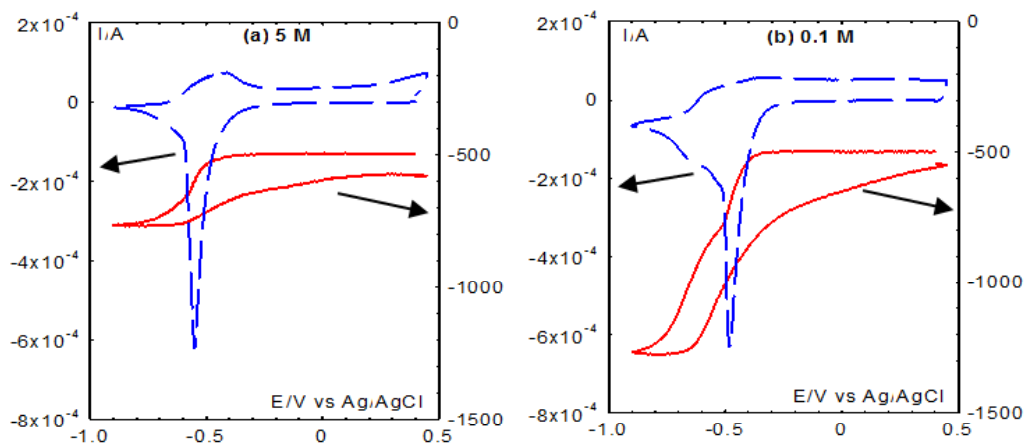 I/A
(a) 5 M
2x10⁻⁴
0
-2x10⁻⁴
-4x10⁻⁴
-6x10⁻⁴
-8x10⁻⁴
0
-500
-1000
-1500
E/V vs Ag/AgCl
-1.0
-0.5
0
0.5
I/A
(b) 0.1 M
2x10⁻⁴
0
-2x10⁻⁴
-4x10⁻⁴
-6x10⁻⁴
-8x10⁻⁴
0
-500
-1000
-1500
E/V vs Ag/AgCl
-1.0
-0.5
0
0.5